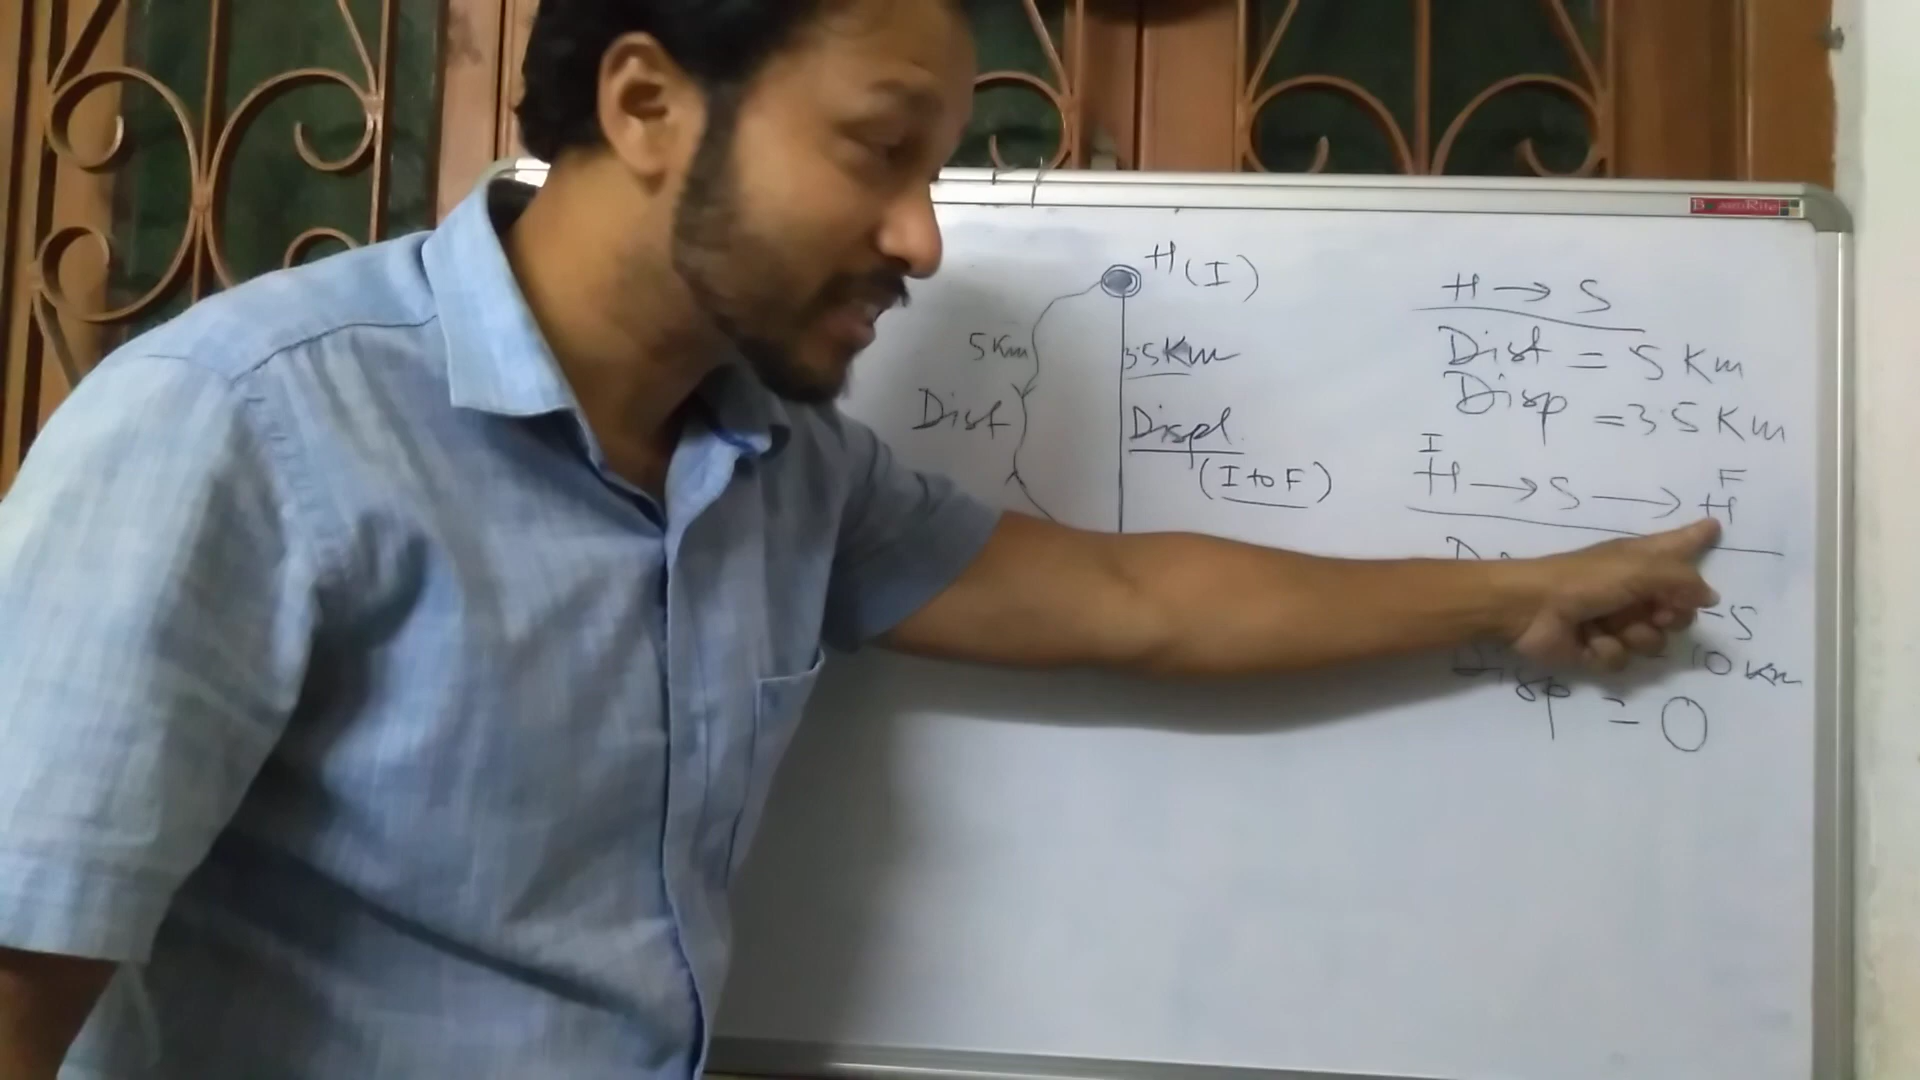 H (I)
5 Km
3.5 Km
Dist
Displ
(I to F)
H → S
Dist = 5 Km
Disp = 3.5 Km
I
F
H → S → H
5
= 10 km
Disp = 0